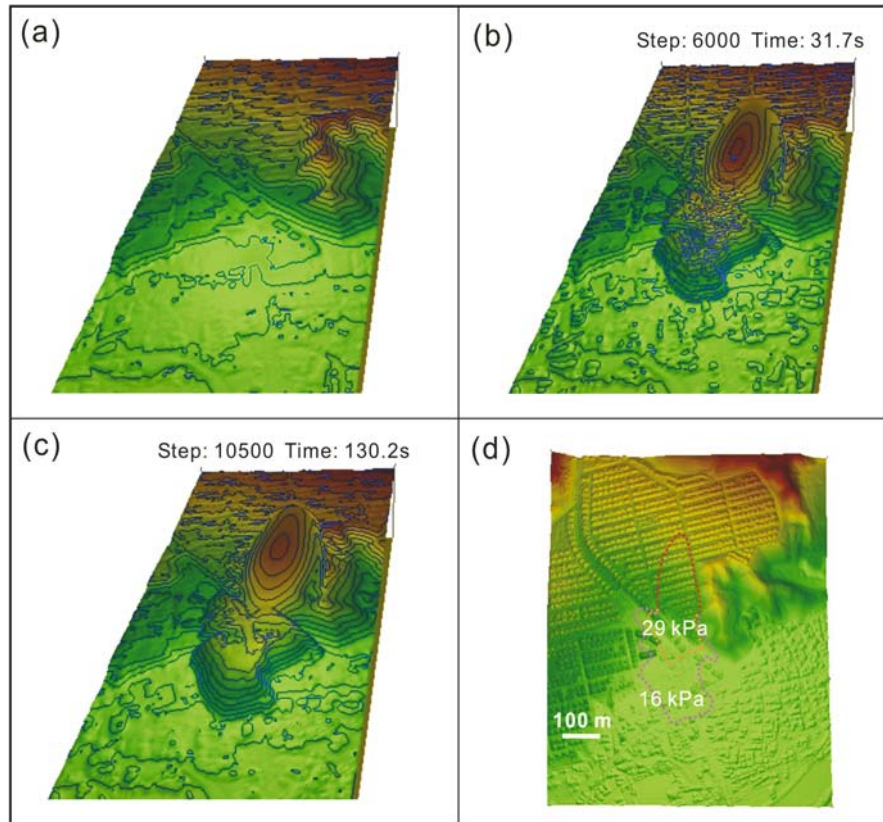 (a)
(b)
Step: 6000 Time: 31.7s
(c)
Step: 10500 Time: 130.2s
(d)
29 kPa
16 kPa
100 m